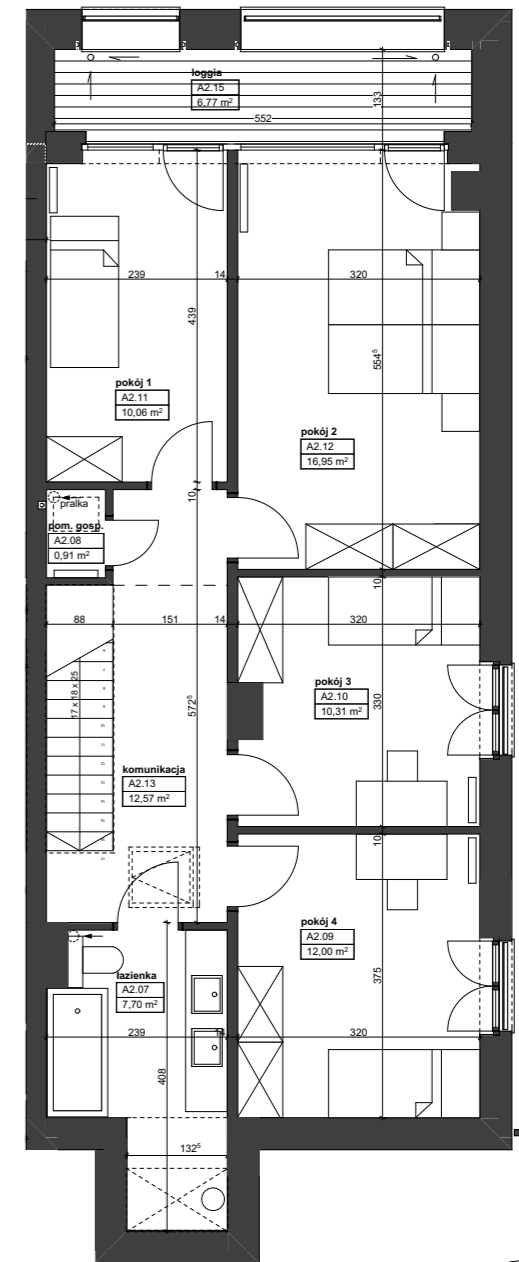 loggia
A2.15
6,77 m²
133
552
239
14
320
439
554⁵
pokój 1
A2.11
10,06 m²
pokój 2
A2.12
16,95 m²
10
pralka
pom. gosp.
A2.08
0,91 m²
10
88
151
14
320
17 x 18 x 25
572⁵
pokój 3
A2.10
10,31 m²
330
komunikacja
A2.13
12,57 m²
10
pokój 4
A2.09
12,00 m²
łazienka
A2.07
7,70 m²
375
239
14
320
408
132⁵